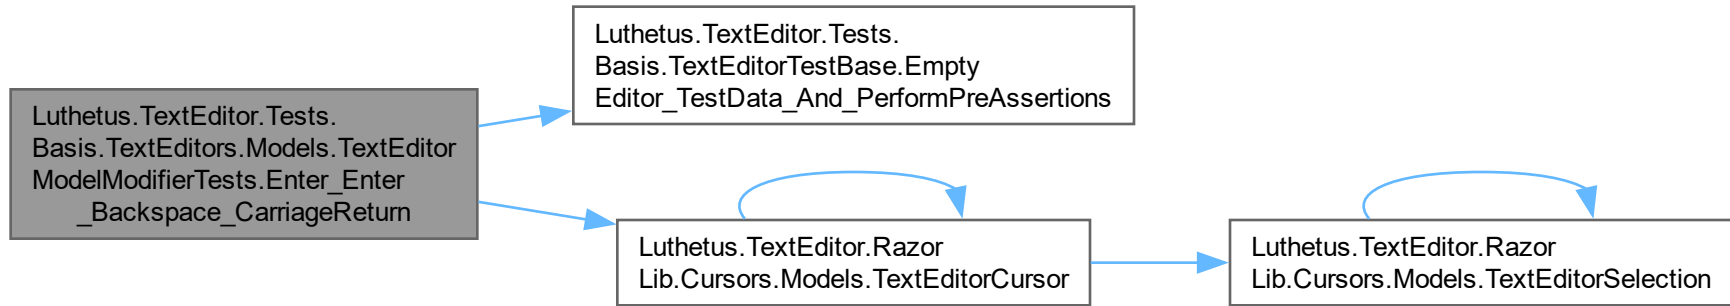 Luthetus.TextEditor.Tests.
Basis.TextEditorTestBase.Empty
Editor_TestData_And_PerformPreAssertions
Luthetus.TextEditor.Tests.
Basis.TextEditors.Models.TextEditor
ModelModifierTests.Enter_Enter
_Backspace_CarriageReturn
Luthetus.TextEditor.Razor
Lib.Cursors.Models.TextEditorCursor
Luthetus.TextEditor.Razor
Lib.Cursors.Models.TextEditorSelection